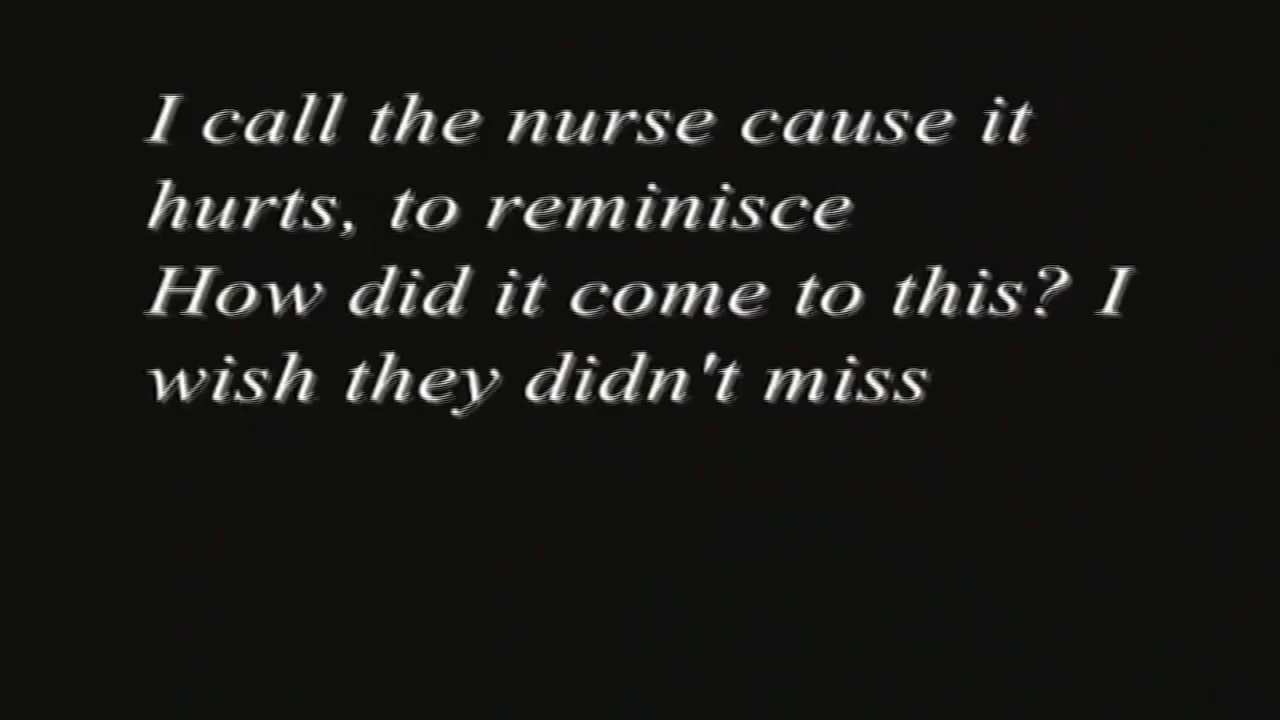 I call the nurse cause it
hurts, to reminisce
How did it come to this? I
wish they didn't miss